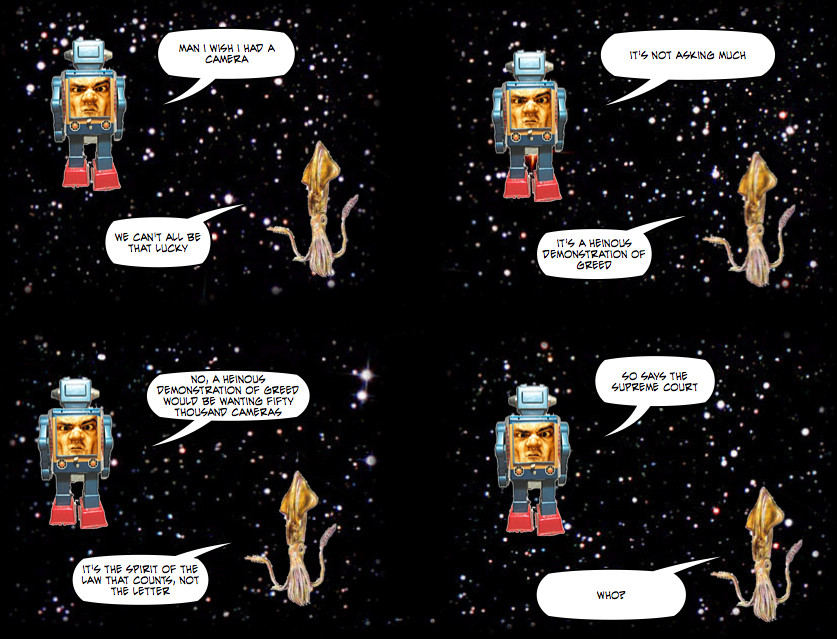 MAN I WISH I HAD A
CAMERA
WE CAN'T ALL BE
THAT LUCKY
IT'S NOT ASKING MUCH
IT'S A HEINOUS
DEMONSTRATION OF
GREED
NO, A HEINOUS
DEMONSTRATION OF GREED
WOULD BE WANTING FIFTY
THOUSAND CAMERAS
IT'S THE SPIRIT OF THE
LAW THAT COUNTS, NOT
THE LETTER
SO SAYS THE
SUPREME COURT
WHO?